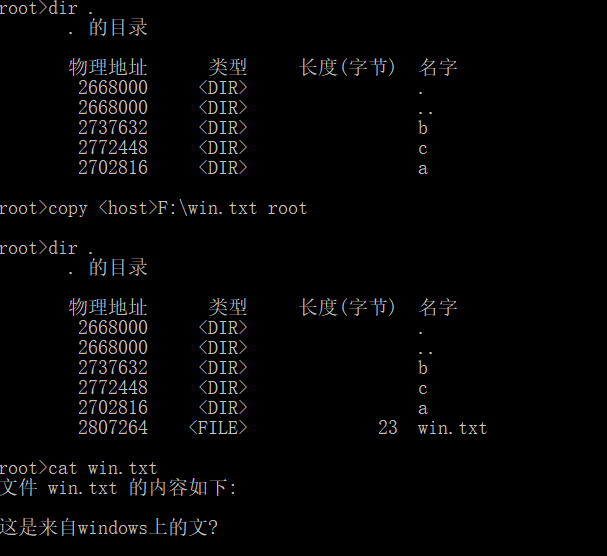 root>dir .
. 的目录
物理地址 类型 长度(字节) 名字
2668000 <DIR> .
2668000 <DIR> ..
2737632 <DIR> b
2772448 <DIR> c
2702816 <DIR> a
root>copy <host>F:\win.txt root
root>dir .
. 的目录
物理地址 类型 长度(字节) 名字
2668000 <DIR> .
2668000 <DIR> ..
2737632 <DIR> b
2772448 <DIR> c
2702816 <DIR> a
2807264 <FILE> 23 win.txt
root>cat win.txt
文件 win.txt 的内容如下:
这是来自windows上的文?